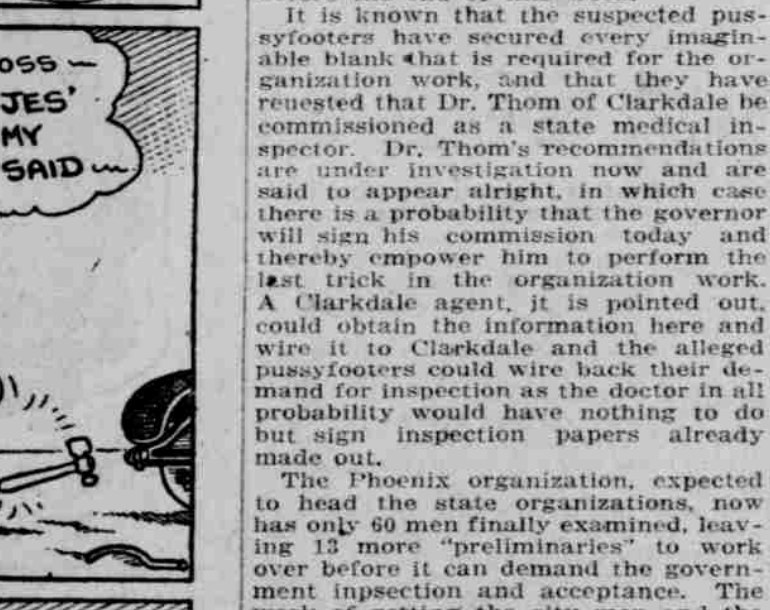 OSS —
JES'
MY
SAID
It is known that the suspected pus-
syfooters have secured every imagin-
able blank that is required for the or-
ganization work, and that they have
reuested that Dr. Thom of Clarkdale be
commissioned as a state medical in-
spector. Dr. Thom's recommendations
are under investigation now and are
said to appear alright, in which case
there is a probability that the governor
will sign his commission today and
thereby empower him to perform the
last trick in the organization work.
A Clarkdale agent, it is pointed out,
could obtain the information here and
wire it to Clarkdale and the alleged
pussyfooters could wire back their de-
mand for inspection as the doctor in all
probability would have nothing to do
but sign inspection papers already
made out.
The Phoenix organization, expected
to head the state organizations, now
has only 60 men finally examined, leav-
ing 13 more "preliminaries" to work
over before it can demand the govern-
ment inpsection and acceptance. The